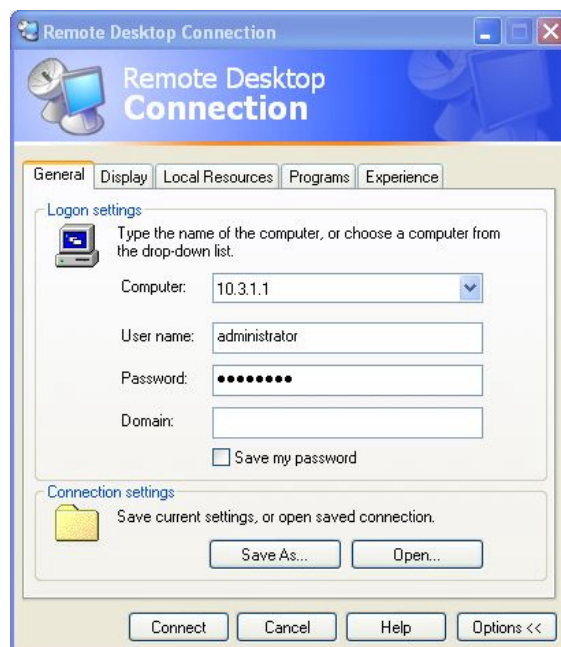 Remote Desktop Connection
Remote Desktop
Connection
General Display Local Resources Programs Experience
Logon settings
Type the name of the computer, or choose a computer from
the drop-down list.
Computer: 10.3.1.1
User name: administrator
Password: ●●●●●●●●
Domain:
Save my password
Connection settings
Save current settings, or open saved connection.
Save As... Open...
Connect Cancel Help Options <<